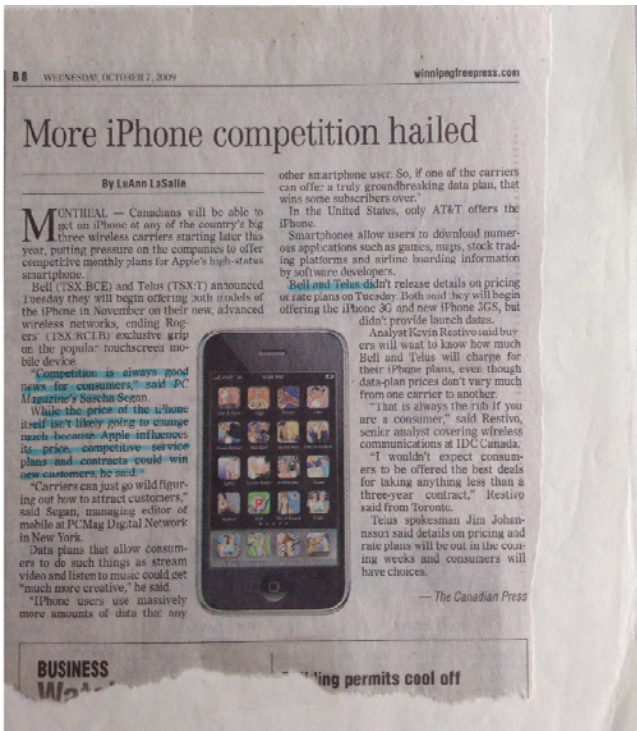 B8 WEDNESDAY, OCTOBER 7, 2009
winnipegfreepress.com
More iPhone competition hailed
By LuAnn LaSalle
MONTREAL — Canadians will be able to
get an iPhone at any of the country's big
three wireless carriers starting later this
year, putting pressure on the companies to offer
competitive monthly plans for Apple's high-status
smartphone.
Bell (TSX:BCE) and Telus (TSX:T) announced
Tuesday they will begin offering both models of
the iPhone in November on their new, advanced
wireless networks, ending Rog-
ers' (TSX:RCI.B) exclusive grip
on the popular touchscreen mo-
bile device.
"Competition is always good
news for consumers," said PC
Magazine's Sascha Segan.
While the price of the iPhone
itself isn't likely going to change
much because Apple influences
its price, competitive service
plans and contracts could win
new customers, he said.
"Carriers can just go wild figur-
ing out how to attract customers,"
said Segan, managing editor of
mobile at PCMag Digital Network
in New York.
Data plans that allow consum-
ers to do such things as stream
video and listen to music could get
"much more creative," he said.
"IPhone users use massively
more amounts of data that any
other smartphone user. So, if one of the carriers
can offer a truly groundbreaking data plan, that
wins some subscribers over."
In the United States, only AT&T offers the
iPhone.
Smartphones allow users to download numer-
ous applications such as games, maps, stock trad-
ing platforms and airline boarding information
by software developers.
Bell and Telus didn't release details on pricing
or rate plans on Tuesday. Both said they will begin
offering the iPhone 3G and new iPhone 3GS, but
didn't provide launch dates.
Analyst Kevin Restivo said buy-
ers will want to know how much
Bell and Telus will charge for
their iPhone plans, even though
data-plan prices don't vary much
from one carrier to another.
"That is always the rub if you
are a consumer," said Restivo,
senior analyst covering wireless
communications at IDC Canada.
"I wouldn't expect consum-
ers to be offered the best deals
for taking anything less than a
three-year contract," Restivo
said from Toronto.
Telus spokesman Jim Johan-
nsson said details on pricing and
rate plans will be out in the com-
ing weeks and consumers will
have choices.
— The Canadian Press
BUSINESS
permits cool off